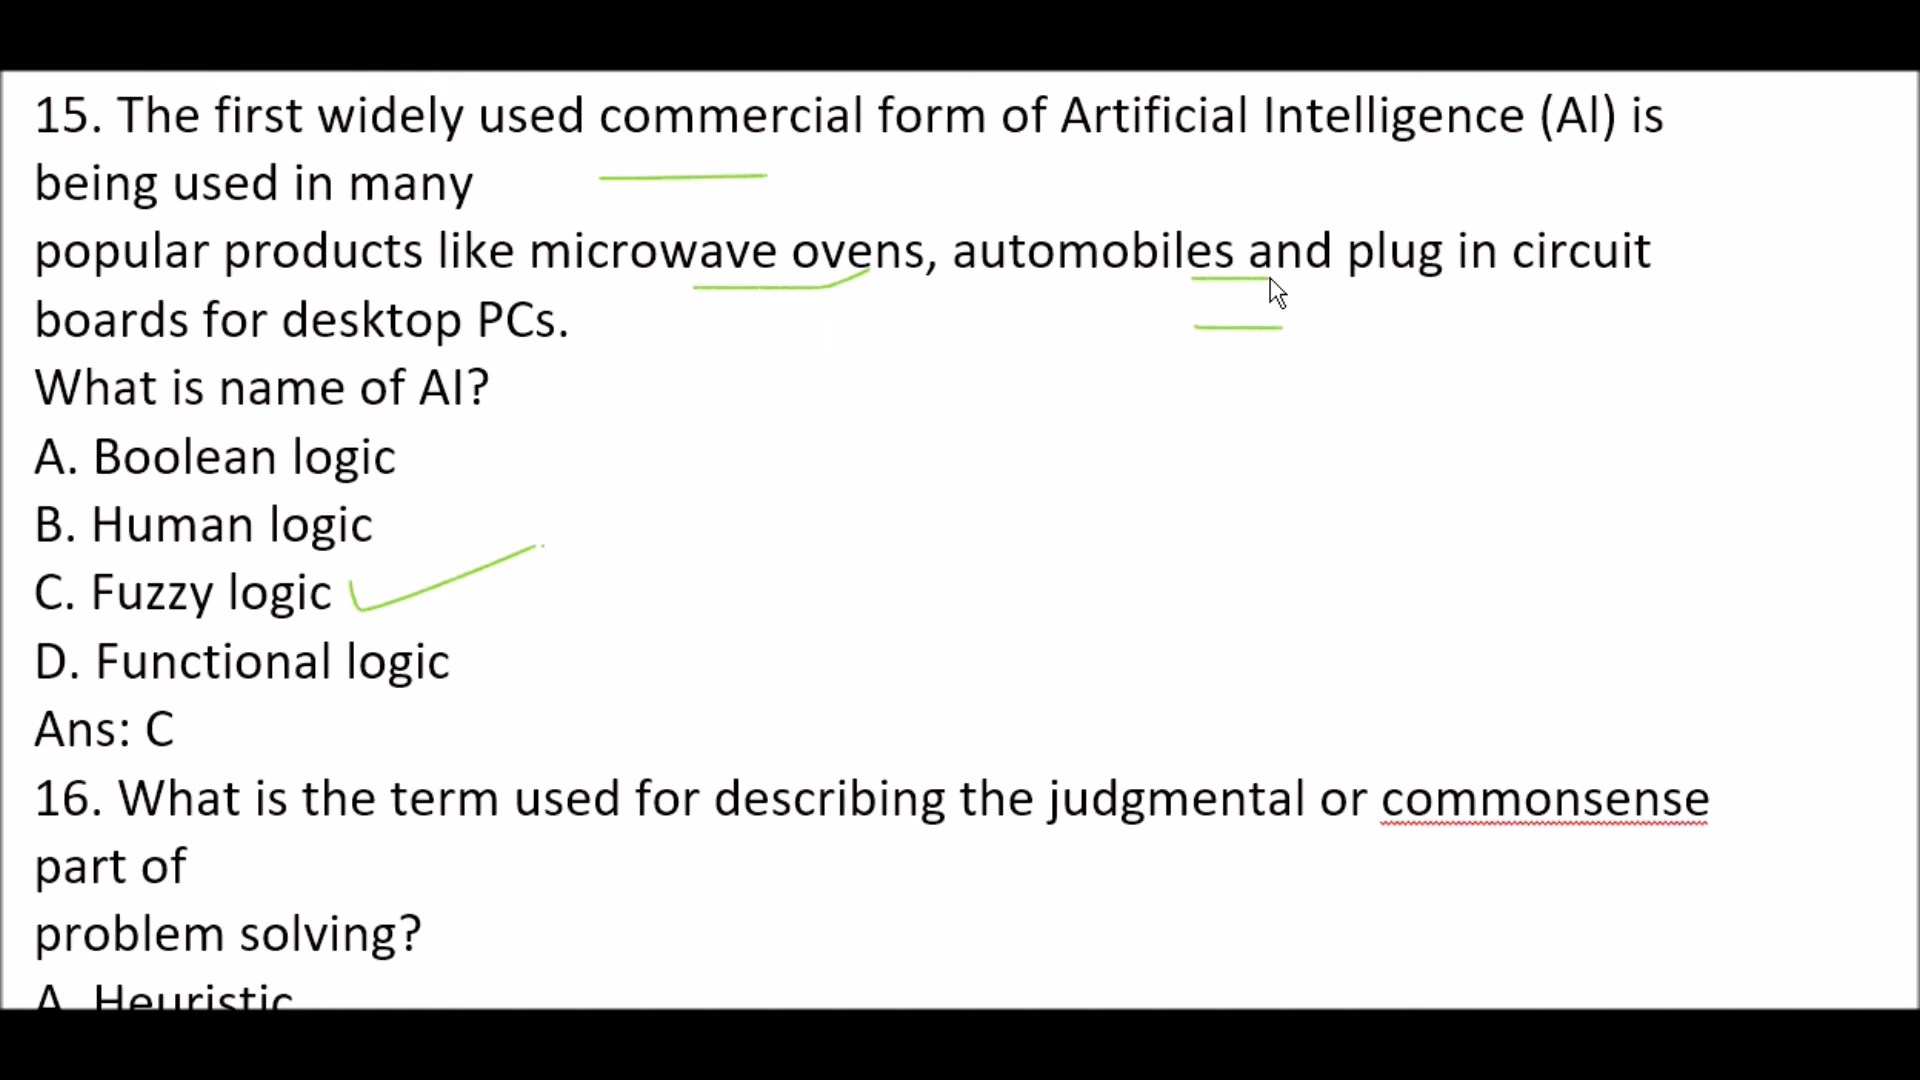 15. The first widely used commercial form of Artificial Intelligence (Al) is
being used in many
popular products like microwave ovens, automobiles and plug in circuit
boards for desktop PCs.
What is name of AI?
A. Boolean logic
B. Human logic
C. Fuzzy logic
D. Functional logic
Ans: C
16. What is the term used for describing the judgmental or commonsense
part of
problem solving?
A. Heuristic